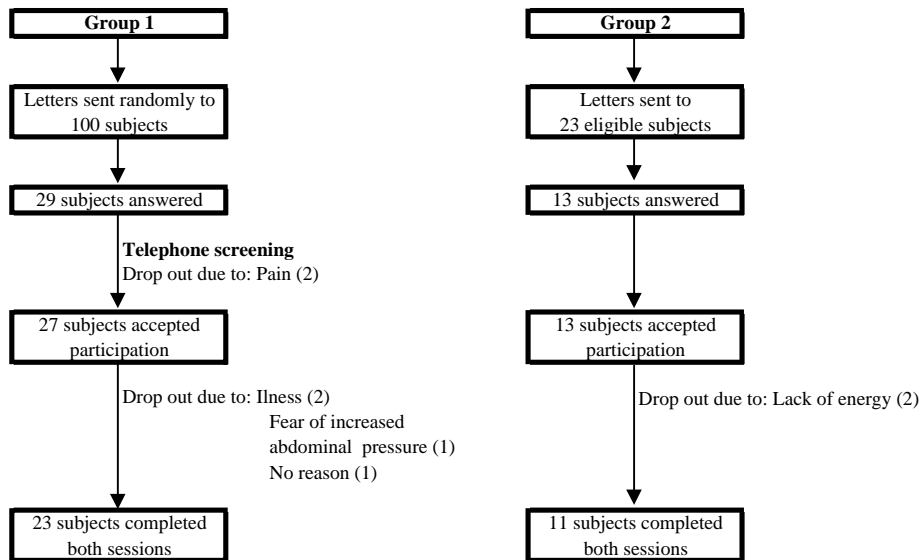 Group 1
Letters sent randomly to
100 subjects
29 subjects answered
Telephone screening
Drop out due to: Pain (2)
27 subjects accepted
participation
Drop out due to: Ilness (2)
Fear of increased
abdominal pressure (1)
No reason (1)
23 subjects completed
both sessions
Group 2
Letters sent to
23 eligible subjects
13 subjects answered
13 subjects accepted
participation
Drop out due to: Lack of energy (2)
11 subjects completed
both sessions